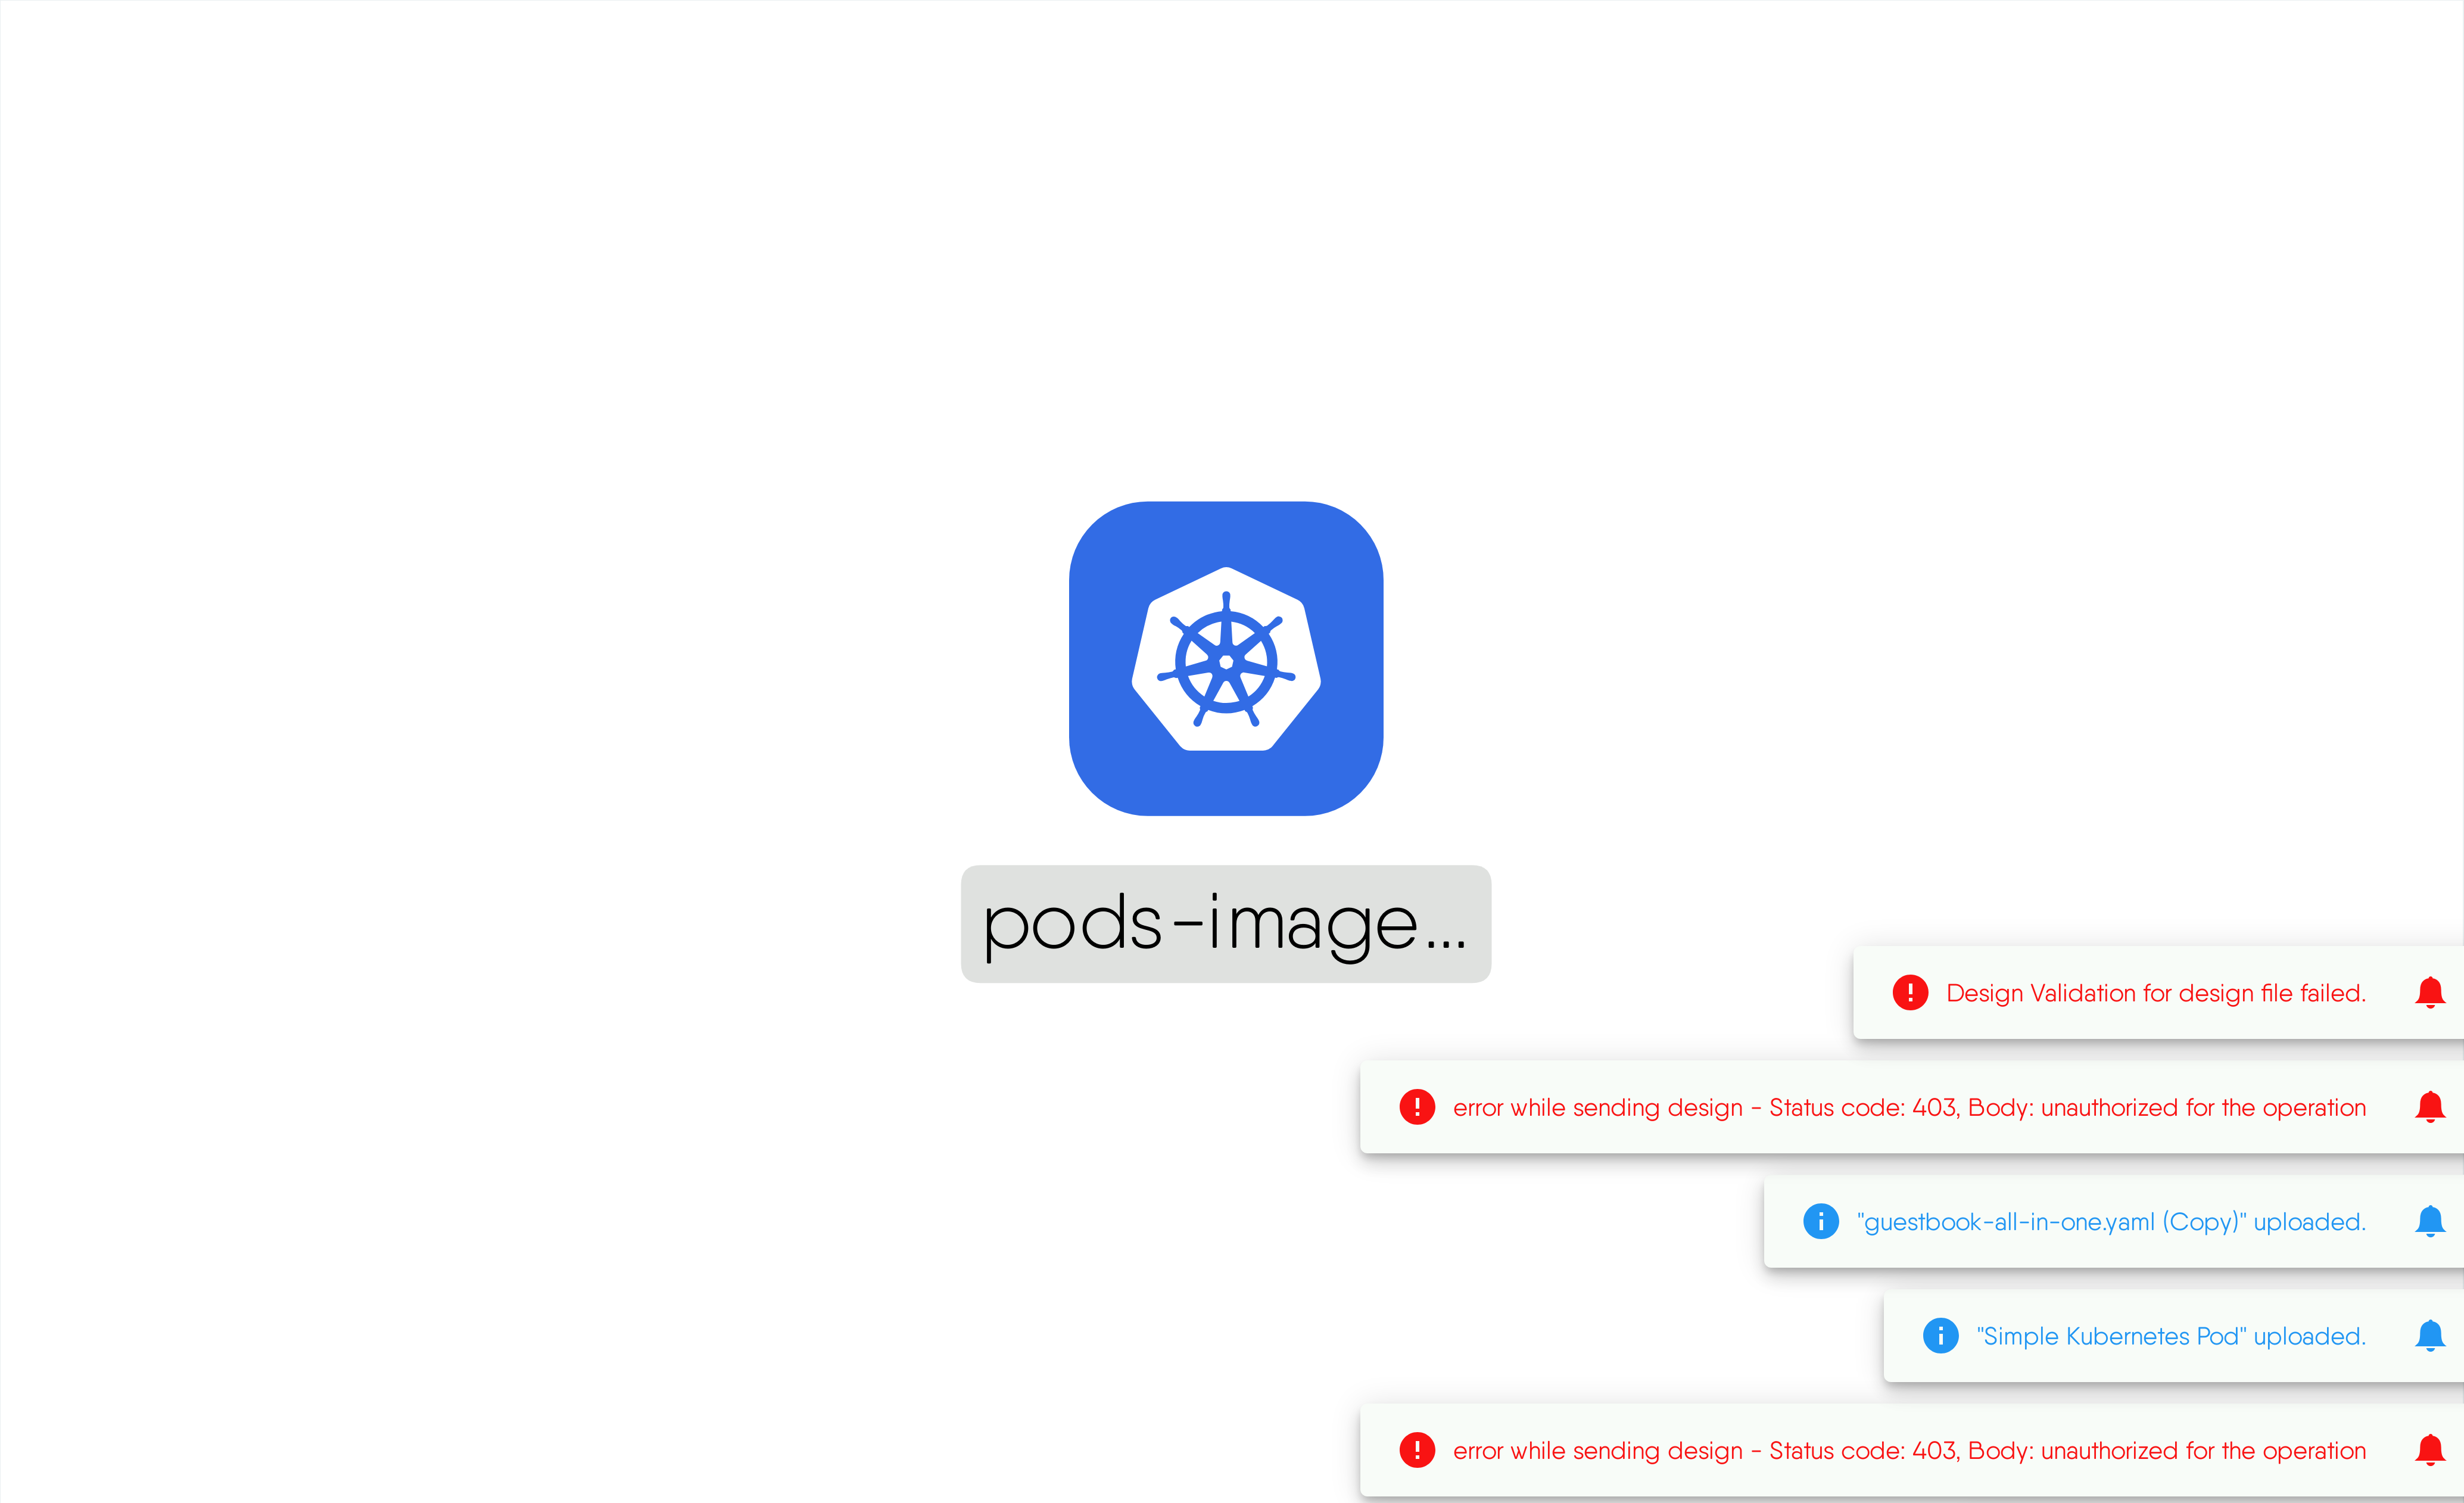 pods-image...
Design Validation for design file failed.
error while sending design - Status code: 403, Body: unauthorized for the operation
"guestbook-all-in-one.yaml (Copy)" uploaded.
"Simple Kubernetes Pod" uploaded.
error while sending design - Status code: 403, Body: unauthorized for the operation